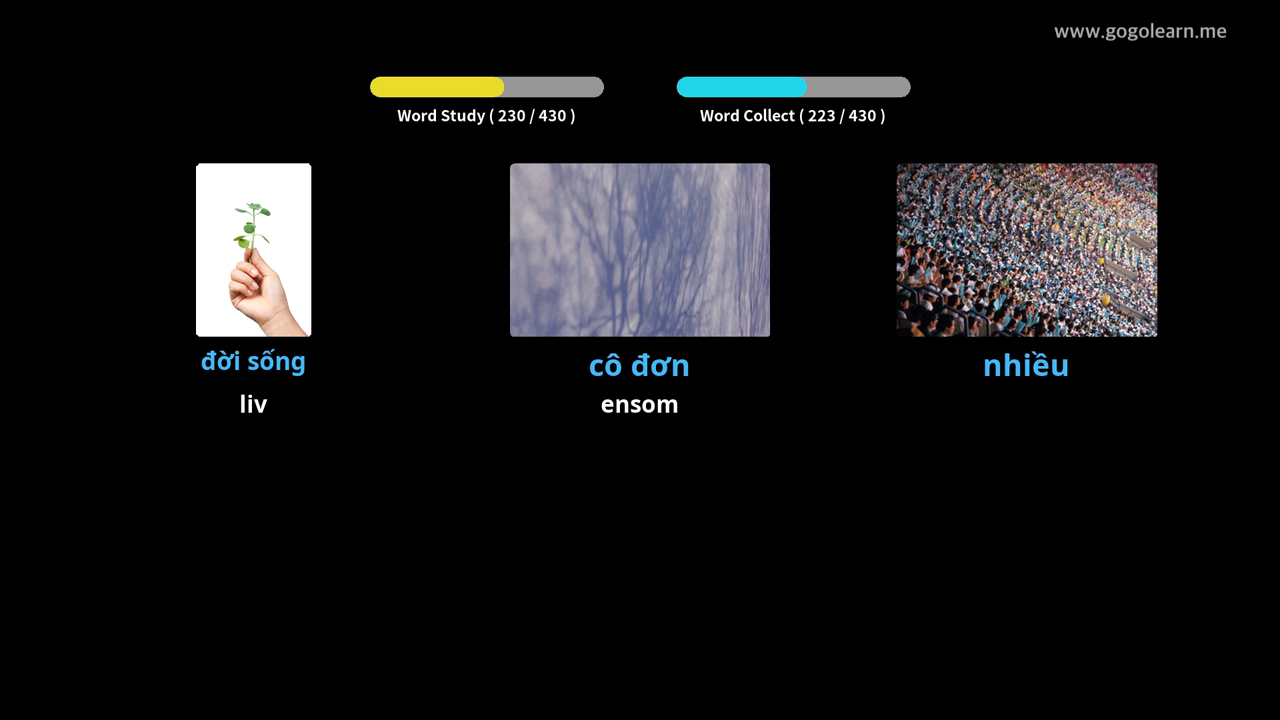 www.gogolearn.me
Word Study ( 230 / 430 )
Word Collect ( 223 / 430 )
đời sống
cô đơn
nhiều
liv
ensom